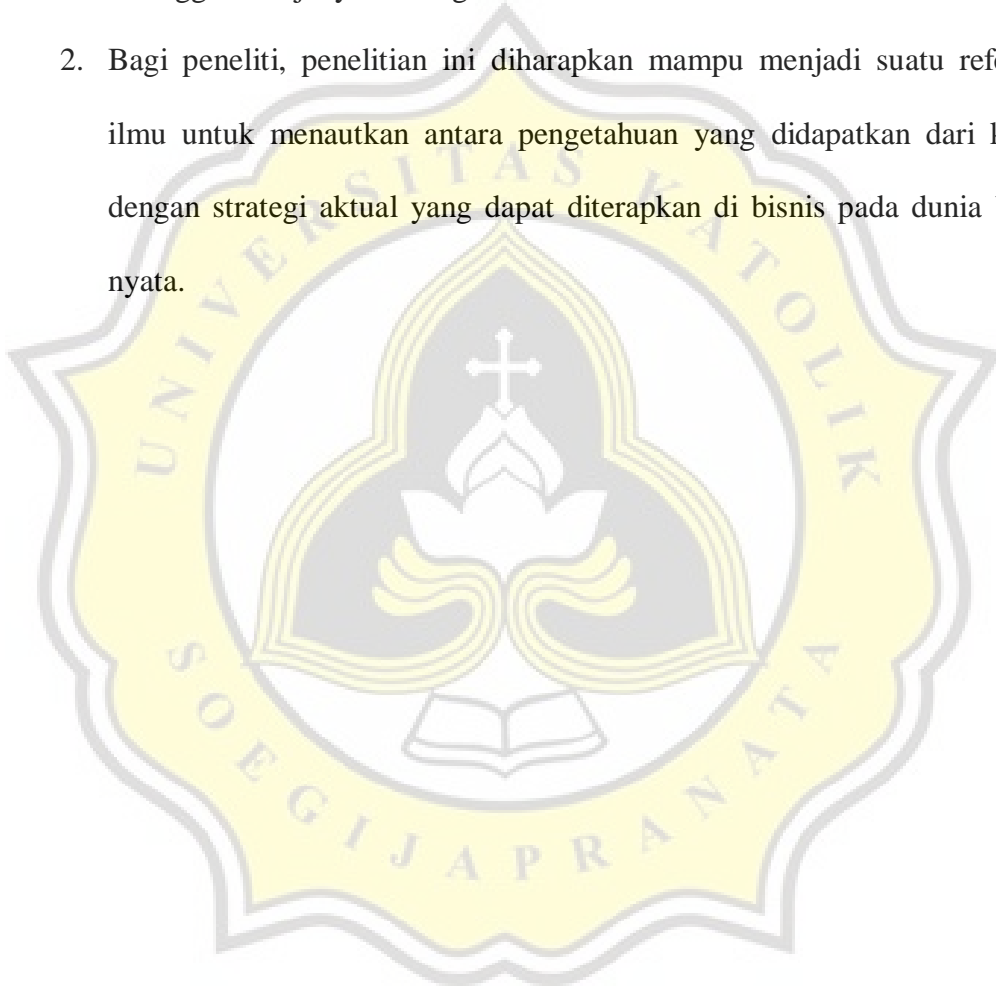 2. Bagi peneliti, penelitian ini diharapkan mampu menjadi suatu
ilmu untuk menautkan antara pengetahuan yang didapatkan dari
dengan strategi aktual yang dapat diterapkan di bisnis pada dunia
nyata.
UNIVERSITAS KATOLIK
SOEGIJAPRANATA